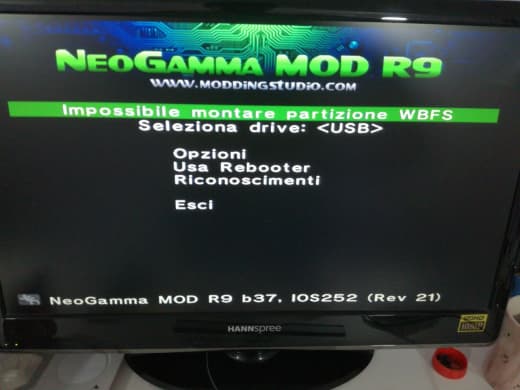 NeoGamma MOD R9
www.moddingstudio.com
Impossibile montare partizione WBFS
Seleziona drive: <USB>
Opzioni
Usa Rebooter
Riconoscimenti
Esci
NeoGamma MOD R9 b37, IOS252 (Rev 21)
HANNspree
1080P